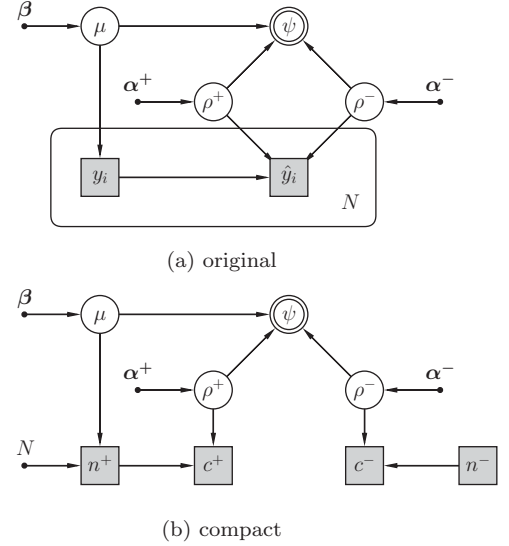 β μ ψ
α⁺ ρ⁺ ρ⁻ α⁻
yᵢ ŷᵢ
N
(a) original
β μ ψ
α⁺ ρ⁺ ρ⁻ α⁻
N n⁺ c⁺ c⁻ n⁻
(b) compact